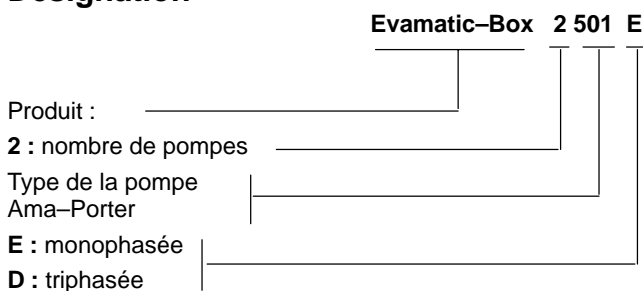 Désignation
Evamatic–Box 2 501 E
Produit :
2 : nombre de pompes
Type de la pompe
Ama–Porter
E : monophasée
D : triphasée